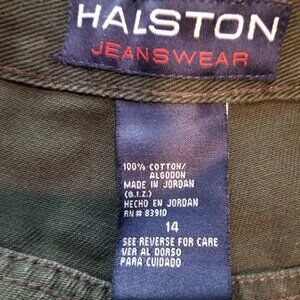 HALSTON
JEANSWEAR
100% COTTON/
ALGODON
MADE IN JORDAN
(Q.I.Z.)
HECHO EN JORDAN
RN# 83910
14
SEE REVERSE FOR CARE
VER AL DORSO
PARA CUIDADO